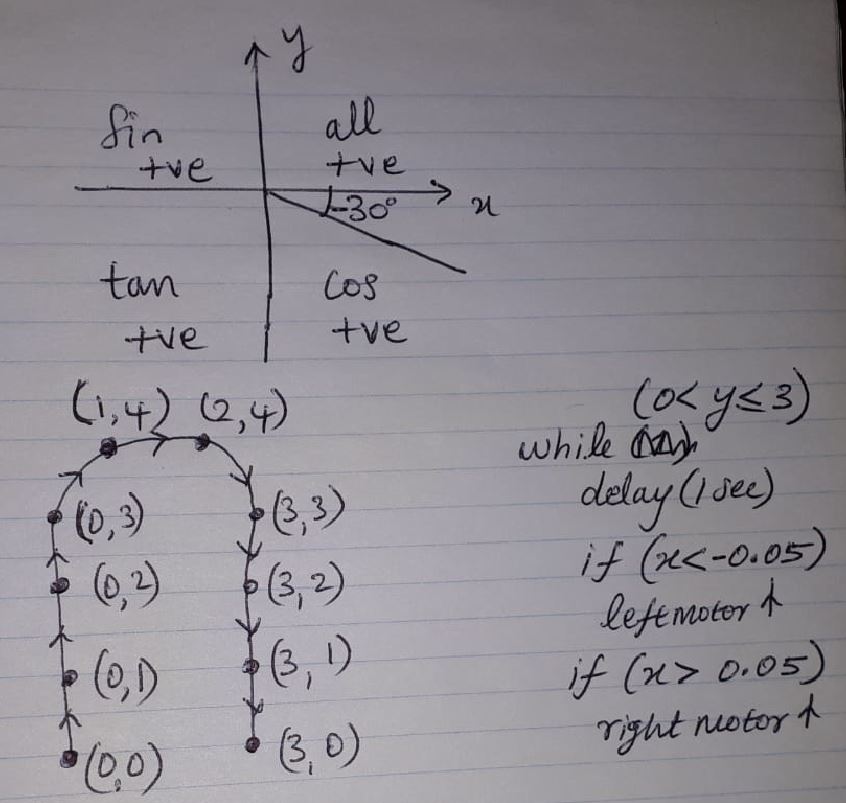 y
sin
+ve
all
+ve
-30°
x
tan
+ve
cos
+ve
(1,4) (2,4)
(0,3)
(3,3)
(0,2)
(3,2)
(0,1)
(3,1)
(0,0)
(3,0)
(0< y≤3)
while
delay(1sec)
if (x<-0.05)
leftmotor ↑
if (x> 0.05)
right motor ↑